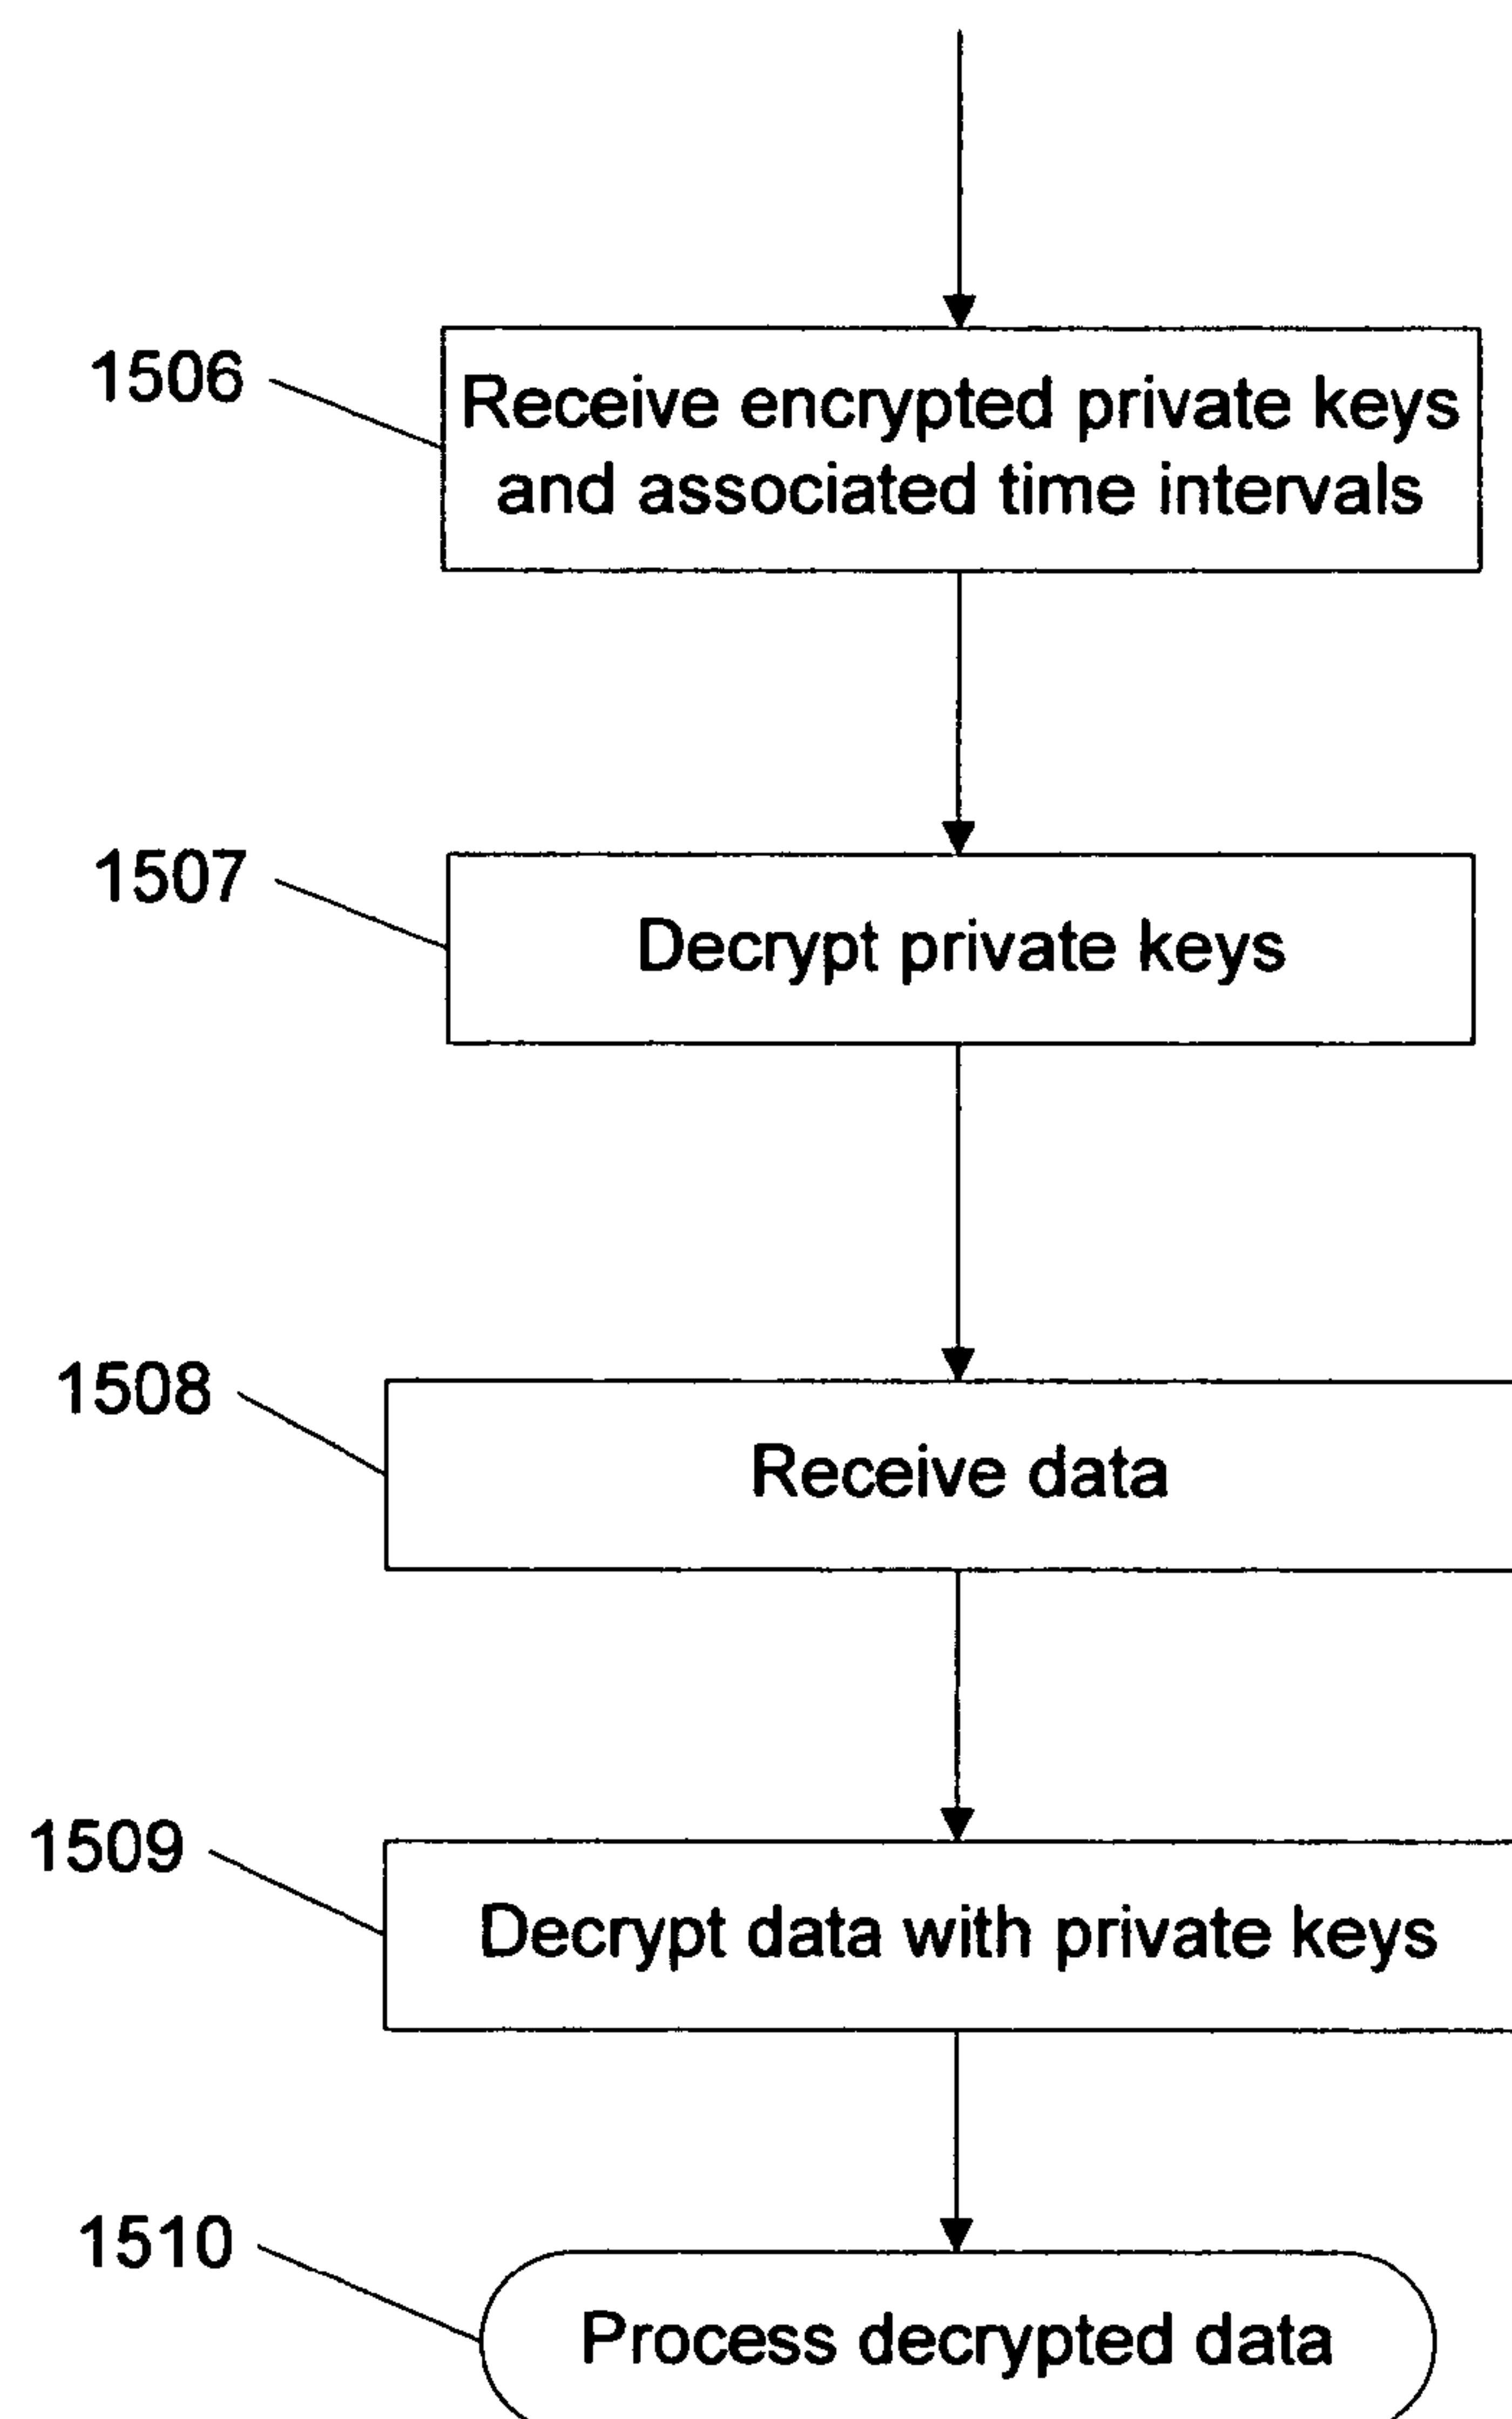 1506
Receive encrypted private keys
and associated time intervals
1507
Decrypt private keys
1508
Receive data
1509
Decrypt data with private keys
1510
Process decrypted data